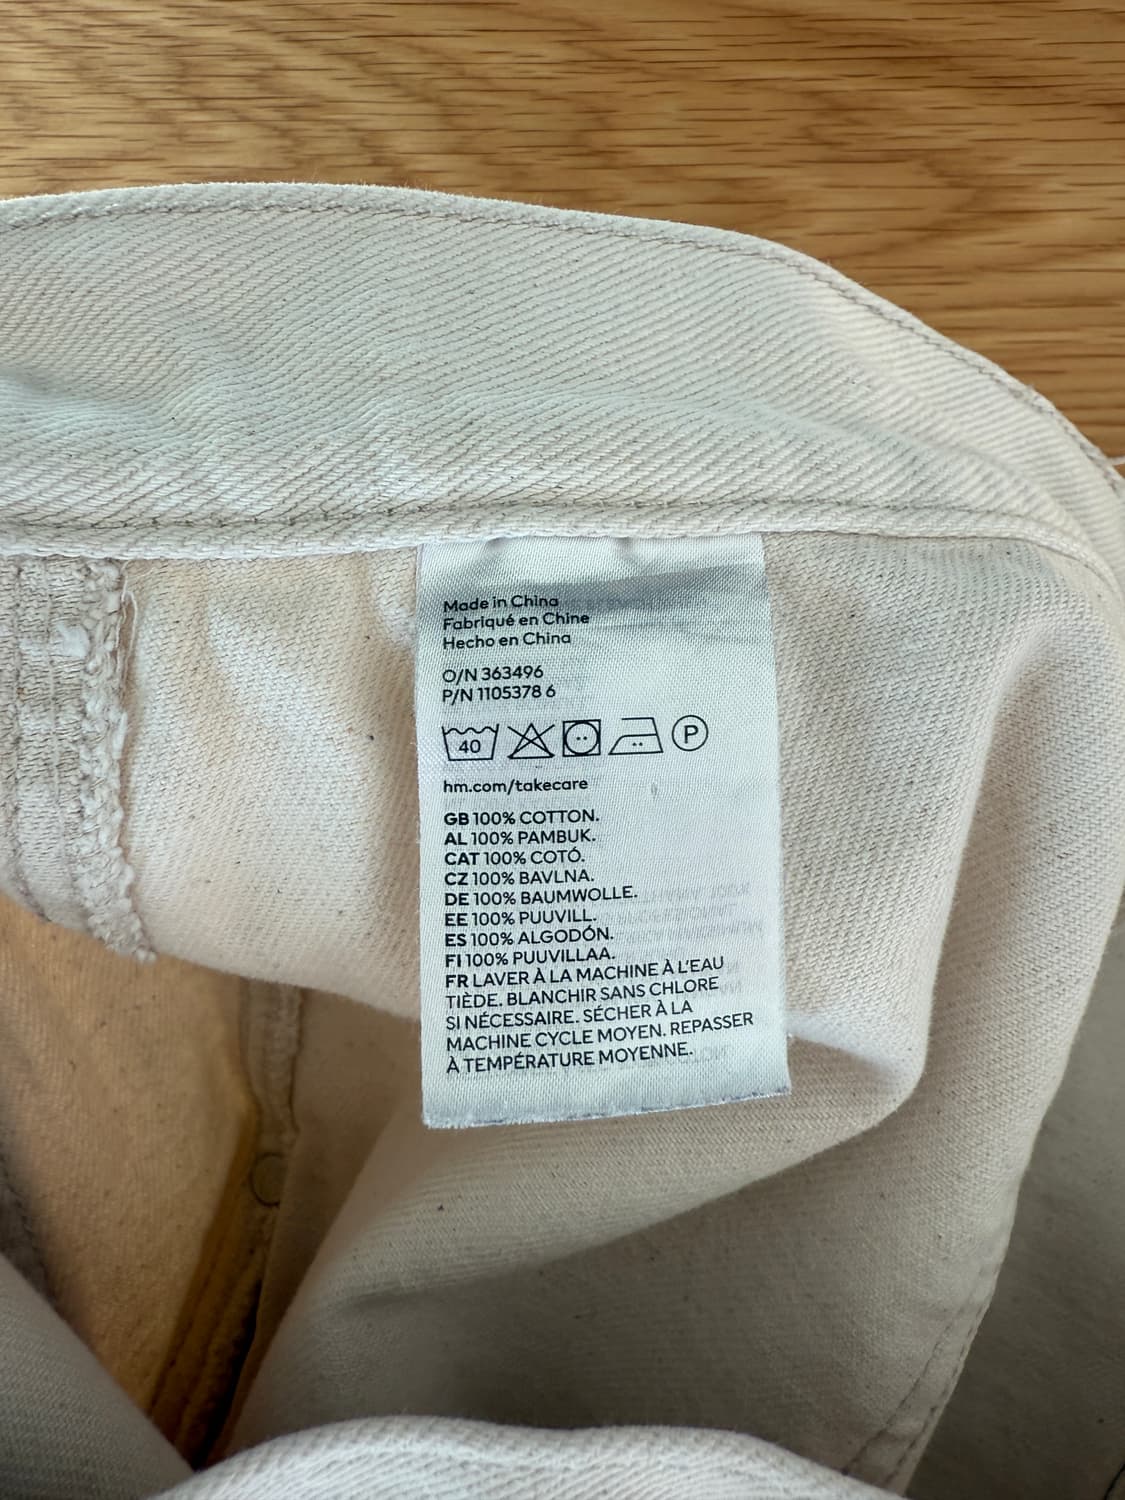 Made in China
Fabriqué en Chine
Hecho en China
O/N 363496
P/N 1105378 6
40 P
hm.com/takecare
GB 100% COTTON.
AL 100% PAMBUK.
CAT 100% COTÓ.
CZ 100% BAVLNA.
DE 100% BAUMWOLLE.
EE 100% PUUVILL.
ES 100% ALGODÓN.
FI 100% PUUVILLAA.
FR LAVER À LA MACHINE À L'EAU
TIÈDE. BLANCHIR SANS CHLORE
SI NÉCESSAIRE. SÉCHER À LA
MACHINE CYCLE MOYEN. REPASSER
À TEMPÉRATURE MOYENNE.